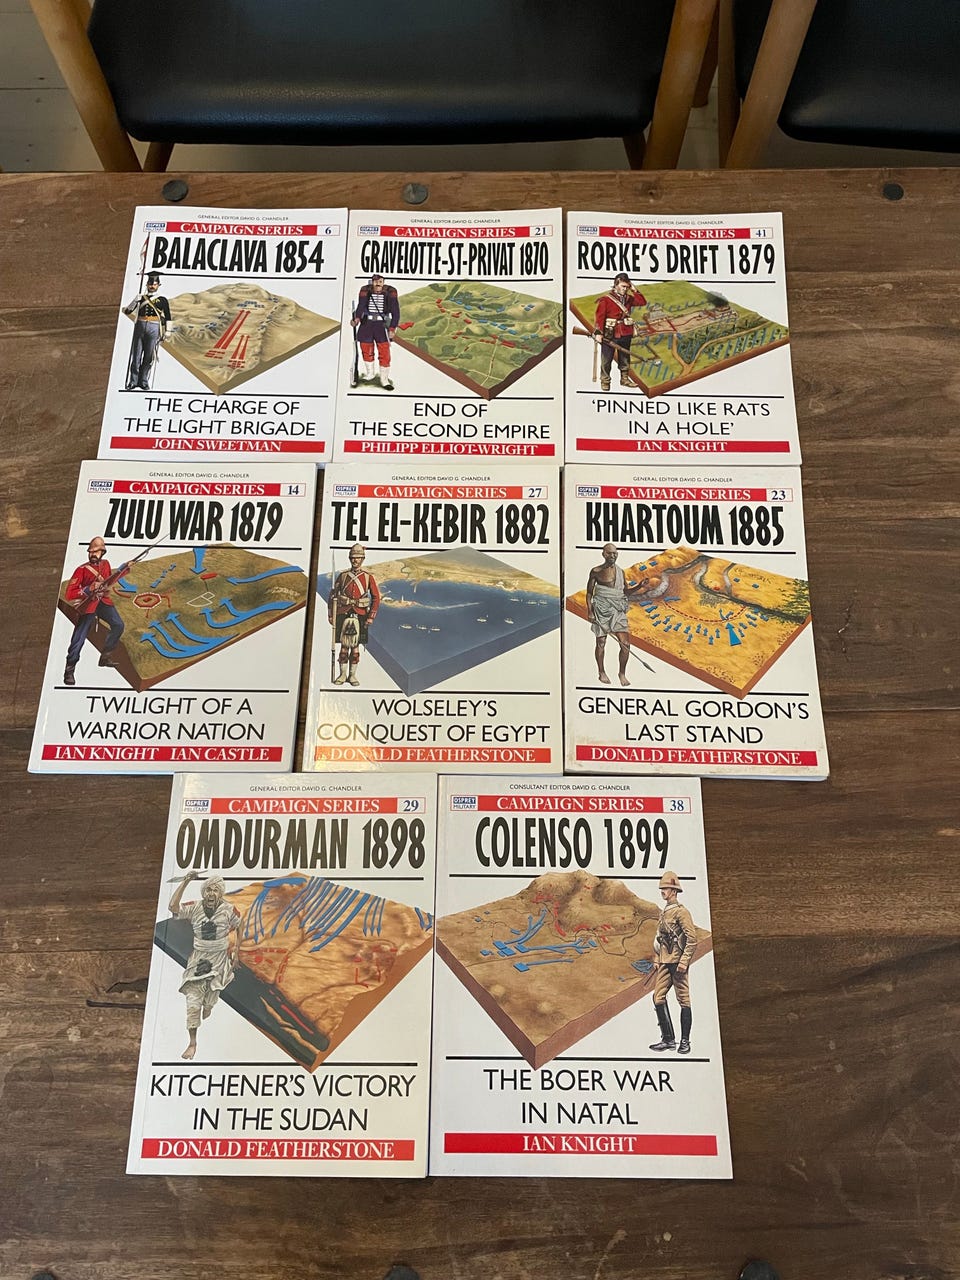 GENERAL EDITOR DAVID G. CHANDLER
OSPREY
MILITARY
CAMPAIGN SERIES 6
BALACLAVA 1854
THE CHARGE OF
THE LIGHT BRIGADE
JOHN SWEETMAN
GENERAL EDITOR DAVID G. CHANDLER
OSPREY
MILITARY
CAMPAIGN SERIES 21
GRAVELOTTE-ST-PRIVAT 1870
END OF
THE SECOND EMPIRE
PHILIPP ELLIOT-WRIGHT
CONSULTANT EDITOR DAVID G. CHANDLER
OSPREY
MILITARY
CAMPAIGN SERIES 41
RORKE'S DRIFT 1879
'PINNED LIKE RATS
IN A HOLE'
IAN KNIGHT
GENERAL EDITOR DAVID G. CHANDLER
OSPREY
MILITARY
CAMPAIGN SERIES 14
ZULU WAR 1879
TWILIGHT OF A
WARRIOR NATION
IAN KNIGHT IAN CASTLE
GENERAL EDITOR DAVID G. CHANDLER
OSPREY
MILITARY
CAMPAIGN SERIES 27
TEL EL-KEBIR 1882
WOLSELEY'S
CONQUEST OF EGYPT
DONALD FEATHERSTONE
GENERAL EDITOR DAVID G. CHANDLER
OSPREY
MILITARY
CAMPAIGN SERIES 23
KHARTOUM 1885
GENERAL GORDON'S
LAST STAND
DONALD FEATHERSTONE
GENERAL EDITOR DAVID G. CHANDLER
OSPREY
MILITARY
CAMPAIGN SERIES 29
OMDURMAN 1898
KITCHENER'S VICTORY
IN THE SUDAN
DONALD FEATHERSTONE
CONSULTANT EDITOR DAVID G. CHANDLER
OSPREY
MILITARY
CAMPAIGN SERIES 38
COLENSO 1899
THE BOER WAR
IN NATAL
IAN KNIGHT